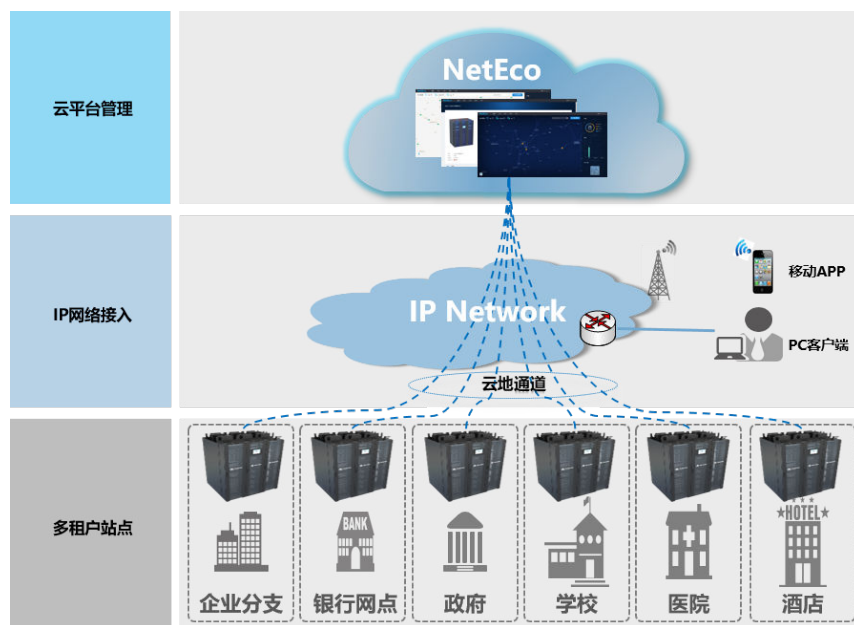 云平台管理
NetEco
IP网络接入
IP Network
移动APP
PC客户端
云地通道
多租户站点
BANK
HOTEL
企业分支
银行网点
政府
学校
医院
酒店